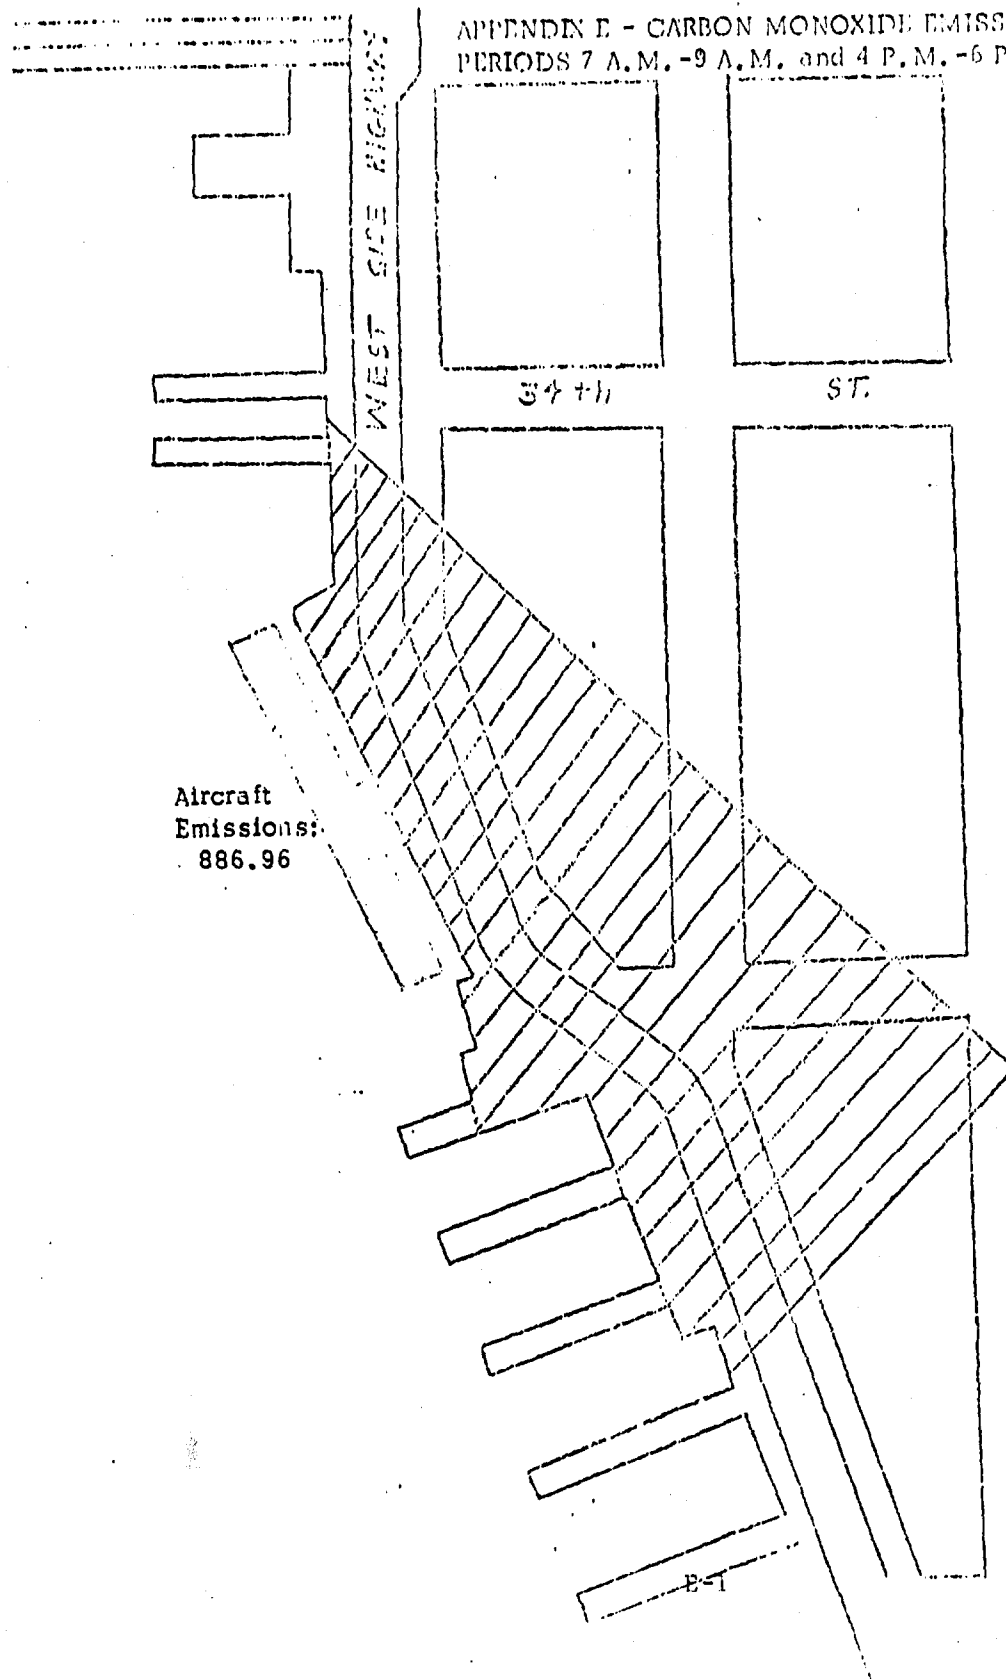 APPENDIX E - CARBON MONOXIDE EMISS
PERIODS 7 A.M.-9 A.M. and 4 P.M.-6 P
WEST SIDE HIGHWAY
34th ST.
Aircraft
Emissions:
886.96
E-1